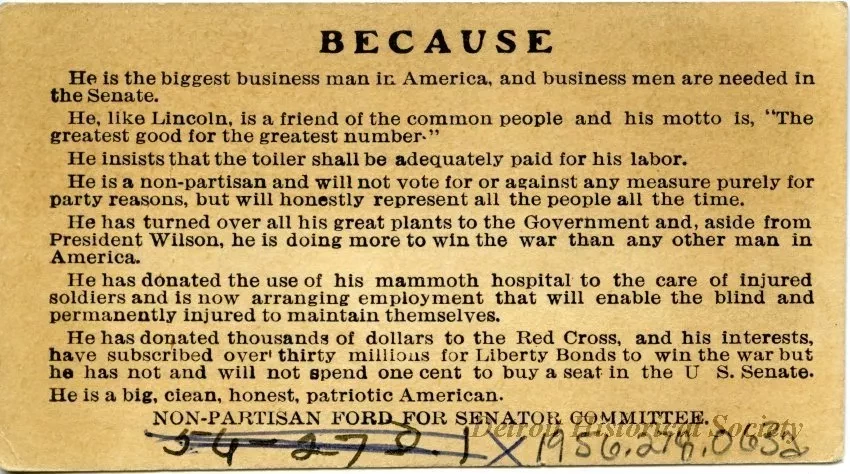 BECAUSE
He is the biggest business man in America, and business men are needed in
the Senate.
He, like Lincoln, is a friend of the common people and his motto is, "The
greatest good for the greatest number."
He insists that the toiler shall be adequately paid for his labor.
He is a non-partisan and will not vote for or against any measure purely for
party reasons, but will honestly represent all the people all the time.
He has turned over all his great plants to the Government and, aside from
President Wilson, he is doing more to win the war than any other man in
America.
He has donated the use of his mammoth hospital to the care of injured
soldiers and is now arranging employment that will enable the blind and
permanently injured to maintain themselves.
He has donated thousands of dollars to the Red Cross, and his interests,
have subscribed over' thirty millions for Liberty Bonds to win the war but
he has not and will not spend one cent to buy a seat in the U S. Senate.
He is a big, clean, honest, patriotic American.
NON-PARTISAN FORD FOR SENATOR COMMITTEE.
Detroit Historical Society
54-278.1 X 1956.278.063